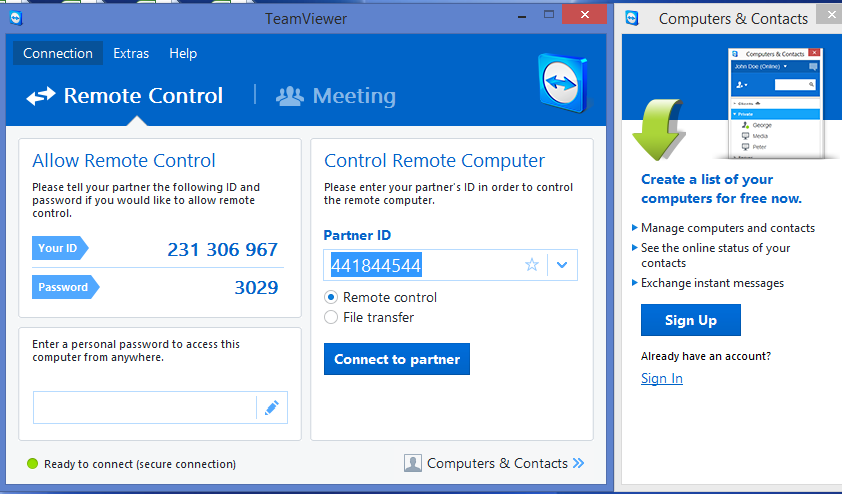 TeamViewer
Connection Extras Help
Remote Control
Meeting
Allow Remote Control
Please tell your partner the following ID and
password if you would like to allow remote
control.
Your ID 231 306 967
Password 3029
Enter a personal password to access this
computer from anywhere.
Control Remote Computer
Please enter your partner's ID in order to control
the remote computer.
Partner ID
441844544
Remote control
File transfer
Connect to partner
Ready to connect (secure connection)
Computers & Contacts
Computers & Contacts
Computers & Contacts
John Doe (Online)
Private
George
Media
Peter
Create a list of your
computers for free now.
Manage computers and contacts
See the online status of your
contacts
Exchange instant messages
Sign Up
Already have an account?
Sign In